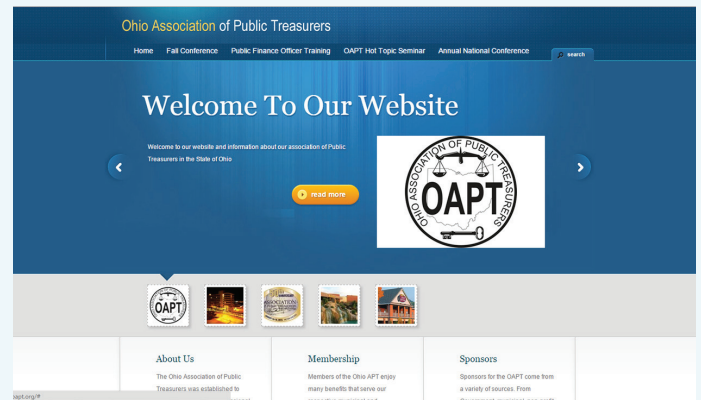 Ohio Association of Public Treasurers
Home Fall Conference Public Finance Officer Training OAPT Hot Topic Seminar Annual National Conference search
Welcome To Our Website
Welcome to our website and information about our association of Public
Treasurers in the State of Ohio
read more
OHIO ASSOCIATION OF PUBLIC TREASURERS
OAPT
OAPT
ASSOCIATION
About Us Membership Sponsors
The Ohio Association of Public Members of the Ohio APT enjoy Sponsors for the OAPT come from
Treasurers was established to many benefits that serve our a variety of sources. From
oapt.org/#